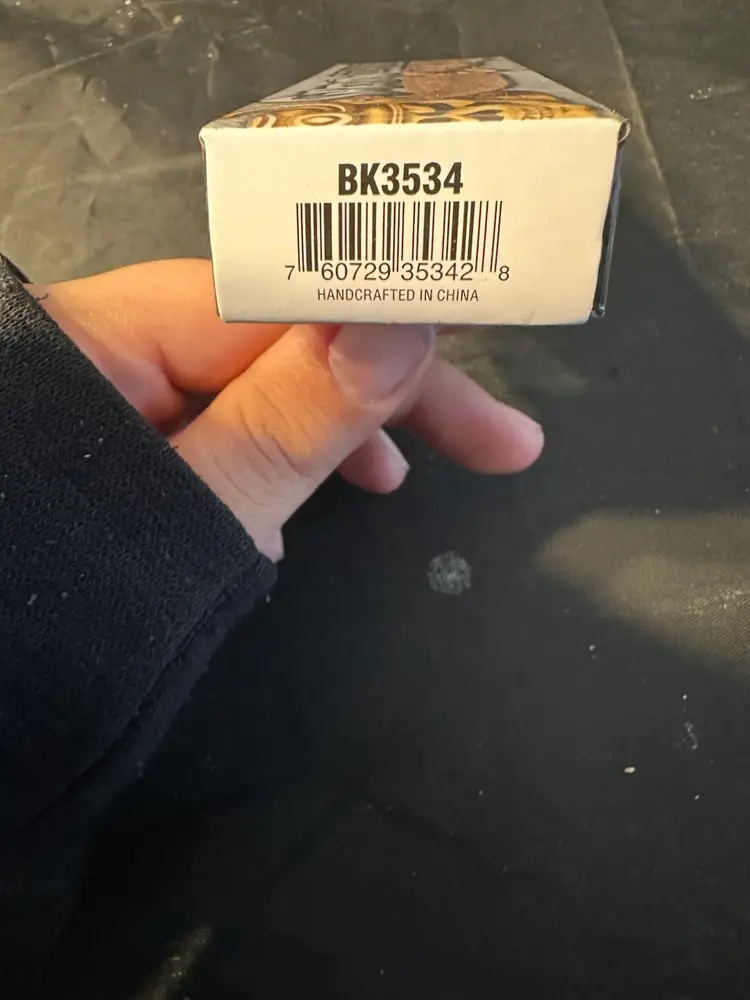 BK3534
7 60729 35342 8
HANDCRAFTED IN CHINA